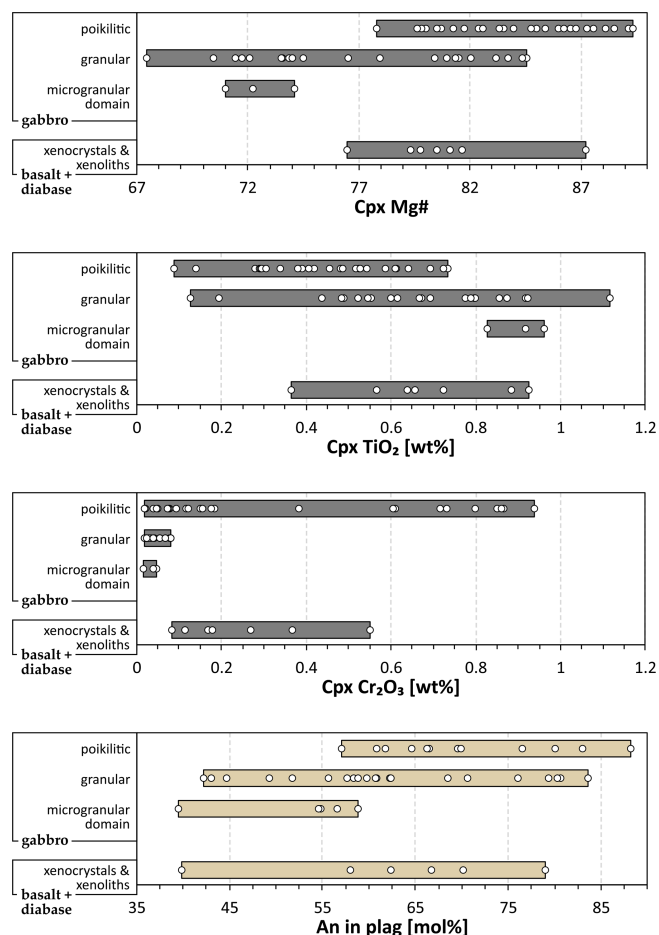 poikilitic
granular
microgranular
domain
gabbro
xenocrystals &
xenoliths
basalt +
diabase
67 72 77 82 87
Cpx Mg#
poikilitic
granular
microgranular
domain
gabbro
xenocrystals &
xenoliths
basalt +
diabase
0 0.2 0.4 0.6 0.8 1 1.2
Cpx TiO₂ [wt%]
poikilitic
granular
microgranular
domain
gabbro
xenocrystals &
xenoliths
basalt +
diabase
0 0.2 0.4 0.6 0.8 1 1.2
Cpx Cr₂O₃ [wt%]
poikilitic
granular
microgranular
domain
gabbro
xenocrystals &
xenoliths
basalt +
diabase
35 45 55 65 75 85
An in plag [mol%]